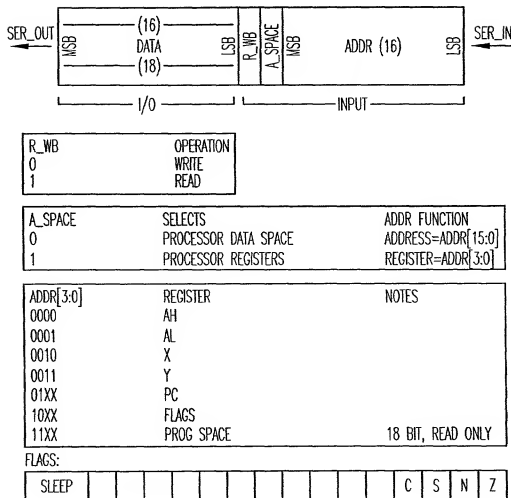 SER_OUT MSB (16) DATA (18) LSB R_WB A_SPACE MSB ADDR (16) LSB SER_IN
I/O INPUT
R_WB OPERATION
0 WRITE
1 READ
A_SPACE SELECTS ADDR FUNCTION
0 PROCESSOR DATA SPACE ADDRESS=ADDR[15:0]
1 PROCESSOR REGISTERS REGISTER=ADDR[3:0]
ADDR[3:0] REGISTER NOTES
0000 AH
0001 AL
0010 X
0011 Y
01XX PC
10XX FLAGS
11XX PROG SPACE 18 BIT, READ ONLY
FLAGS:
SLEEP C S N Z